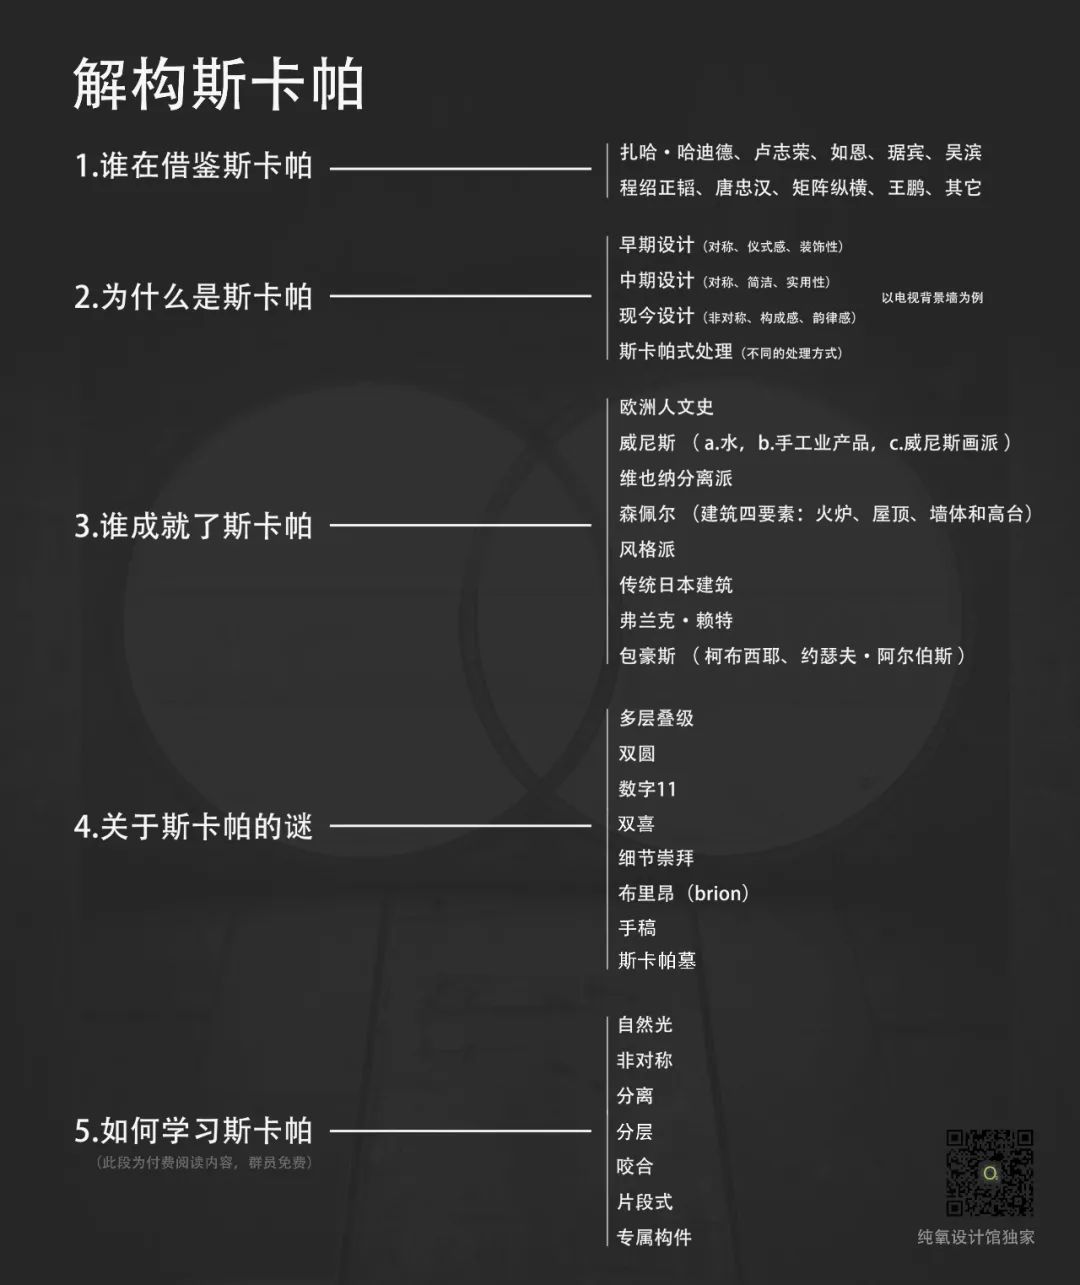 解构斯卡帕
1.谁在借鉴斯卡帕
扎哈·哈迪德、卢志荣、如恩、琚宾、吴滨
程绍正韬、唐忠汉、矩阵纵横、王鹏、其它
2.为什么是斯卡帕
早期设计（对称、仪式感、装饰性）
中期设计（对称、简洁、实用性）
现今设计（非对称、构成感、韵律感）
斯卡帕式处理（不同的处理方式）
以电视背景墙为例
3.谁成就了斯卡帕
欧洲人文史
威尼斯（a.水，b.手工业产品，c.威尼斯画派）
维也纳分离派
森佩尔（建筑四要素：火炉、屋顶、墙体和高台）
风格派
传统日本建筑
弗兰克·赖特
包豪斯（柯布西耶、约瑟夫·阿尔伯斯）
4.关于斯卡帕的谜
多层叠级
双圆
数字11
双喜
细节崇拜
布里昂（brion）
手稿
斯卡帕墓
5.如何学习斯卡帕
（此段为付费阅读内容，群员免费）
自然光
非对称
分离
分层
咬合
片段式
专属构件
纯氧设计馆独家